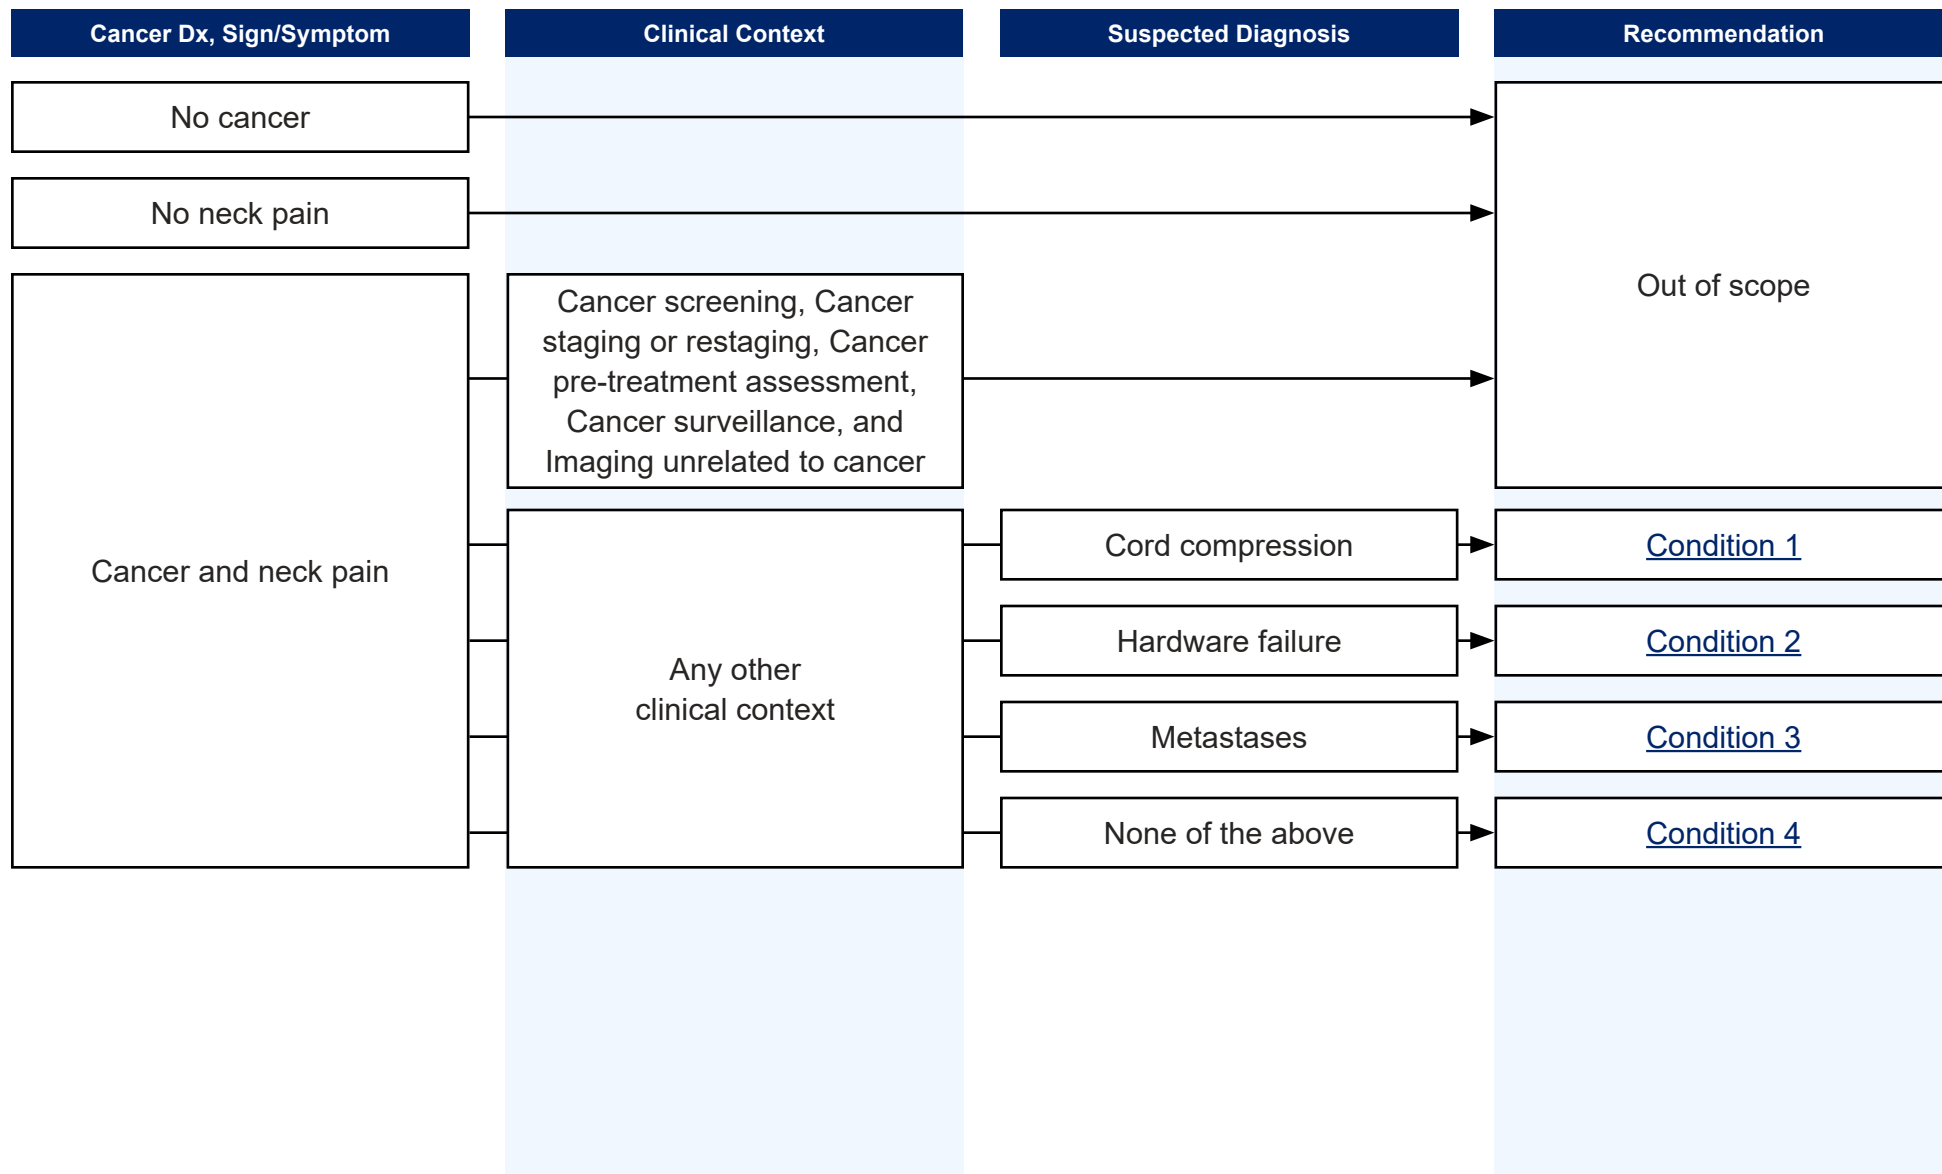 Cancer Dx, Sign/Symptom
Clinical Context
Suspected Diagnosis
Recommendation
No cancer
No neck pain
Out of scope
Cancer and neck pain
Cancer screening, Cancer
staging or restaging, Cancer
pre-treatment assessment,
Cancer surveillance, and
Imaging unrelated to cancer
Any other
clinical context
Cord compression
Condition 1
Hardware failure
Condition 2
Metastases
Condition 3
None of the above
Condition 4